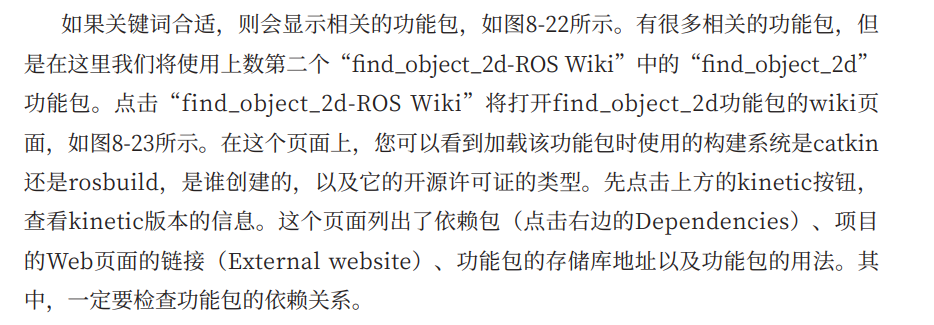 如果关键词合适，则会显示相关的功能包，如图8-22所示。有很多相关的功能包，但
是在这里我们将使用上数第二个“find_object_2d-ROS Wiki”中的“find_object_2d”
功能包。点击“find_object_2d-ROS Wiki”将打开find_object_2d功能包的wiki页
面，如图8-23所示。在这个页面上，您可以看到加载该功能包时使用的构建系统是catkin
还是rosbuild，是谁创建的，以及它的开源许可证的类型。先点击上方的kinetic按钮，
查看kinetic版本的信息。这个页面列出了依赖包（点击右边的Dependencies）、项目
的Web页面的链接（External website）、功能包的存储库地址以及功能包的用法。其
中，一定要检查功能包的依赖关系。